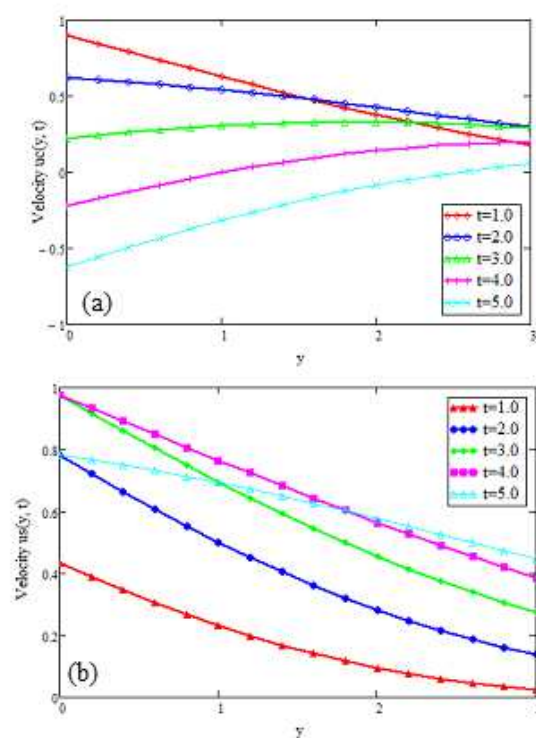 1
0.5
0
−0.5
−1
Velocity uc(y, t)
(a)
t=1.0
t=2.0
t=3.0
t=4.0
t=5.0
0
1
2
3
y
1
0.8
0.6
0.4
0.2
0
Velocity us(y, t)
(b)
t=1.0
t=2.0
t=3.0
t=4.0
t=5.0
0
1
2
3
y